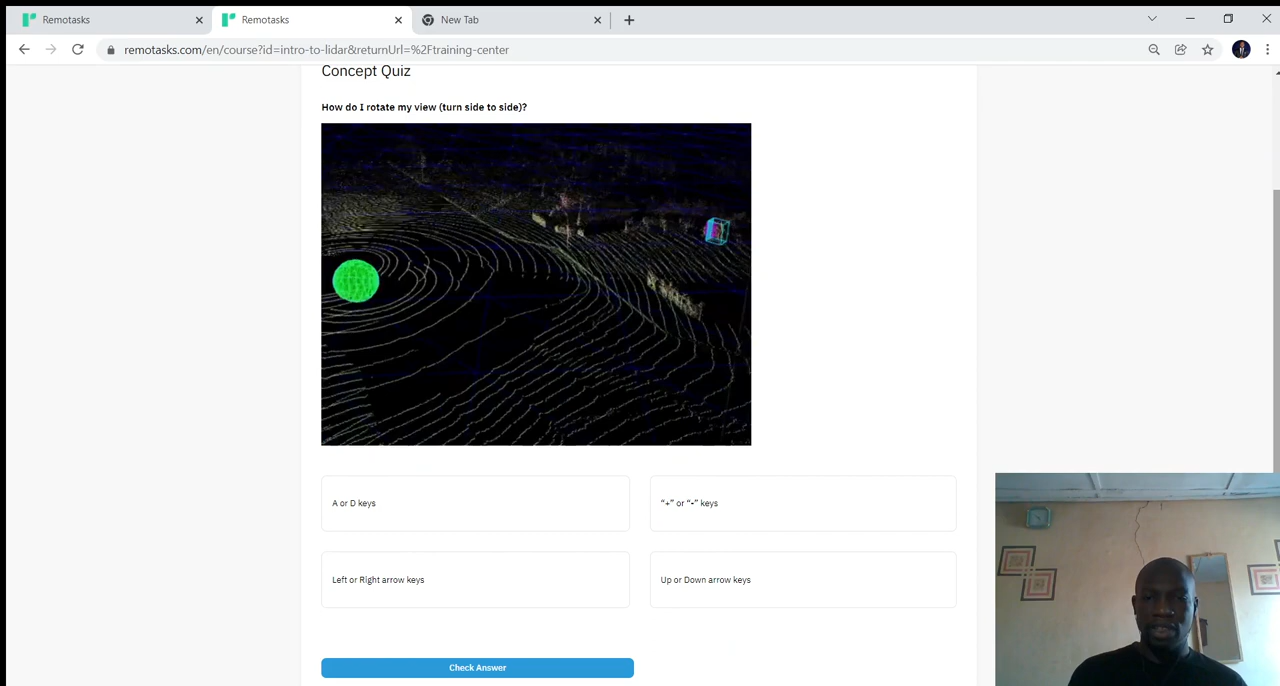 Remotasks
Remotasks
New Tab
remotasks.com/en/course?id=intro-to-lidar&returnUrl=%2Ftraining-center
Concept Quiz
How do I rotate my view (turn side to side)?
A or D keys
“+” or “-” keys
Left or Right arrow keys
Up or Down arrow keys
Check Answer